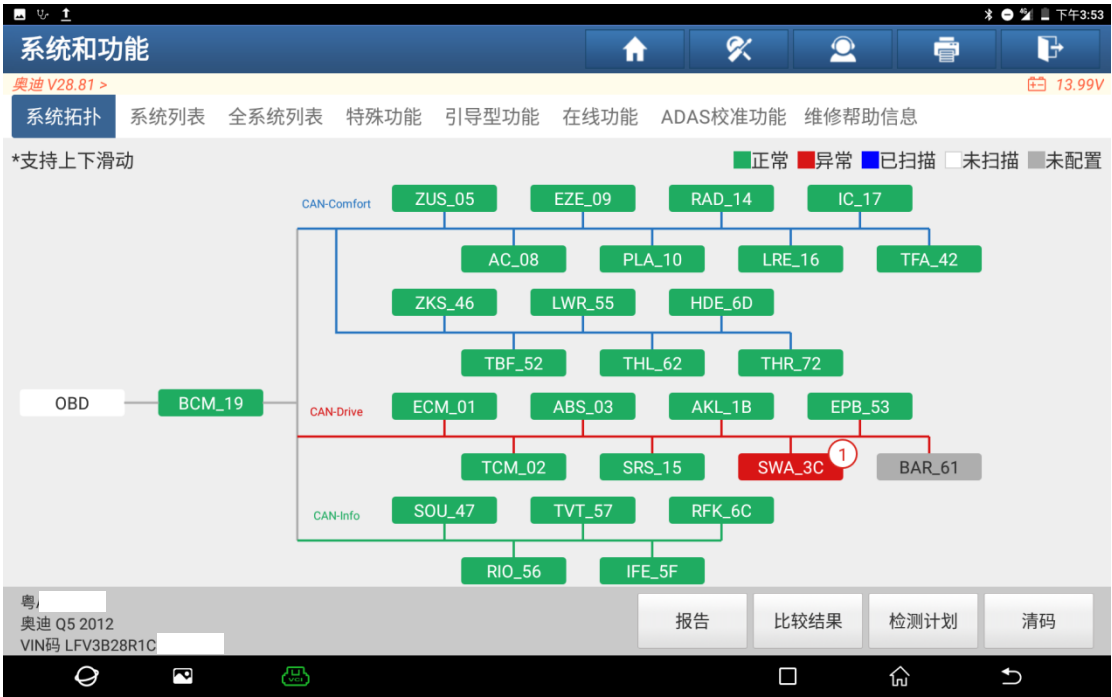 下午3:53
系统和功能
奥迪 V28.81 >
13.99V
系统拓扑 系统列表 全系统列表 特殊功能 引导型功能 在线功能 ADAS校准功能 维修帮助信息
*支持上下滑动 正常 异常 已扫描 未扫描 未配置
CAN-Comfort ZUS_05 EZE_09 RAD_14 IC_17
AC_08 PLA_10 LRE_16 TFA_42
ZKS_46 LWR_55 HDE_6D
TBF_52 THL_62 THR_72
OBD BCM_19 CAN-Drive ECM_01 ABS_03 AKL_1B EPB_53
TCM_02 SRS_15 SWA_3C 1 BAR_61
CAN-Info SOU_47 TVT_57 RFK_6C
RIO_56 IFE_5F
粤
奥迪 Q5 2012
VIN码 LFV3B28R1C
报告 比较结果 检测计划 清码
VCI